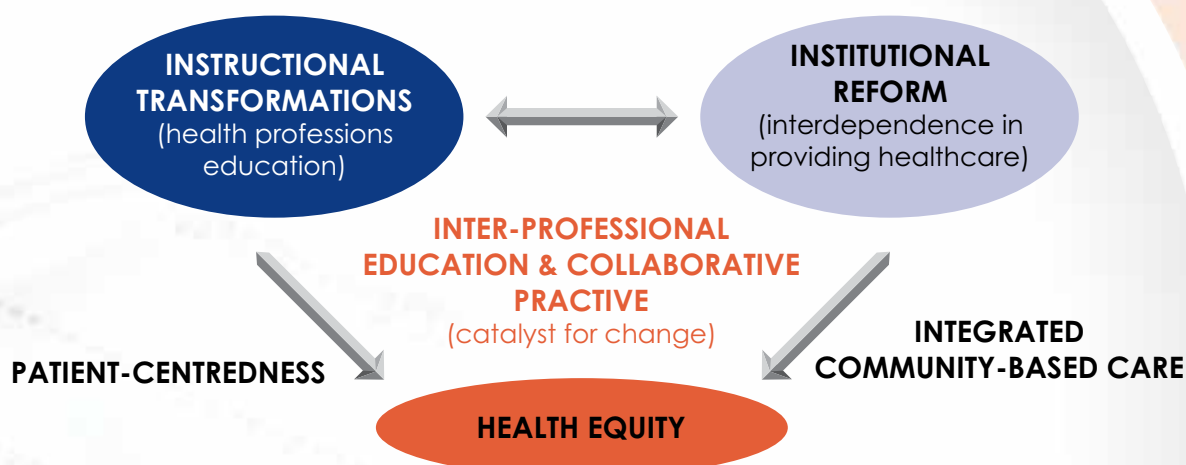 INSTRUCTIONAL
TRANSFORMATIONS
(health professions
education)
INSTITUTIONAL
REFORM
(interdependence in
providing healthcare)
INTER-PROFESSIONAL
EDUCATION & COLLABORATIVE
PRACTIVE
(catalyst for change)
PATIENT-CENTREDNESS
INTEGRATED
COMMUNITY-BASED CARE
HEALTH EQUITY